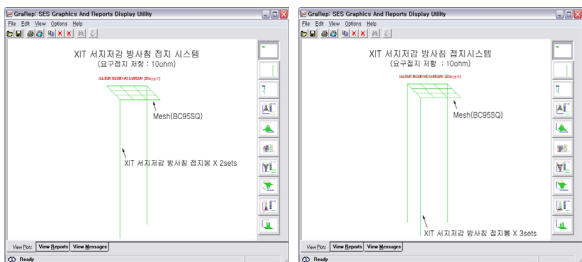 GraRep: SES Graphics And Reports Display Utility
File Edit View Options Help
XIT 서지저감 방사침 접지 시스템
(요구접지 저항 : 10ohm)
Mesh(BC95SQ)
XIT 서지저감 방사침 접지봉 X 2sets
View Plots View Reports View Messages
Ready
GraRep: SES Graphics And Reports Display Utility
File Edit View Options Help
XIT 서지저감 방사침 접지시스템
(요구접지 저항 : 10ohm)
Mesh(BC95SQ)
XIT 서지저감 방사침 접지봉 X 3sets
View Plots View Reports View Messages
Ready